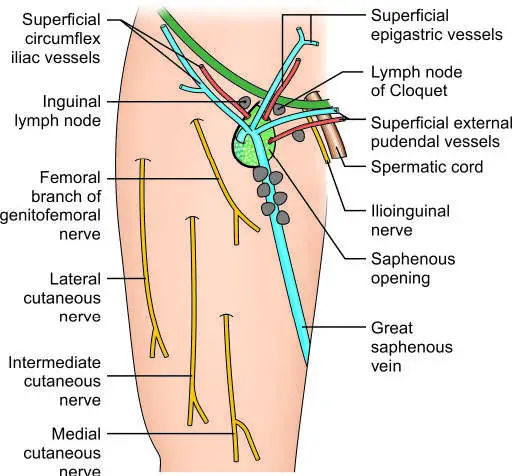 Superficial
circumflex
iliac vessels
Inguinal
lymph node
Femoral
branch of
genitofemoral
nerve
Lateral
cutaneous
nerve
Intermediate
cutaneous
nerve
Medial
cutaneous
nerve
Superficial
epigastric vessels
Lymph node
of Cloquet
Superficial external
pudendal vessels
Spermatic cord
Ilioinguinal
nerve
Saphenous
opening
Great
saphenous
vein